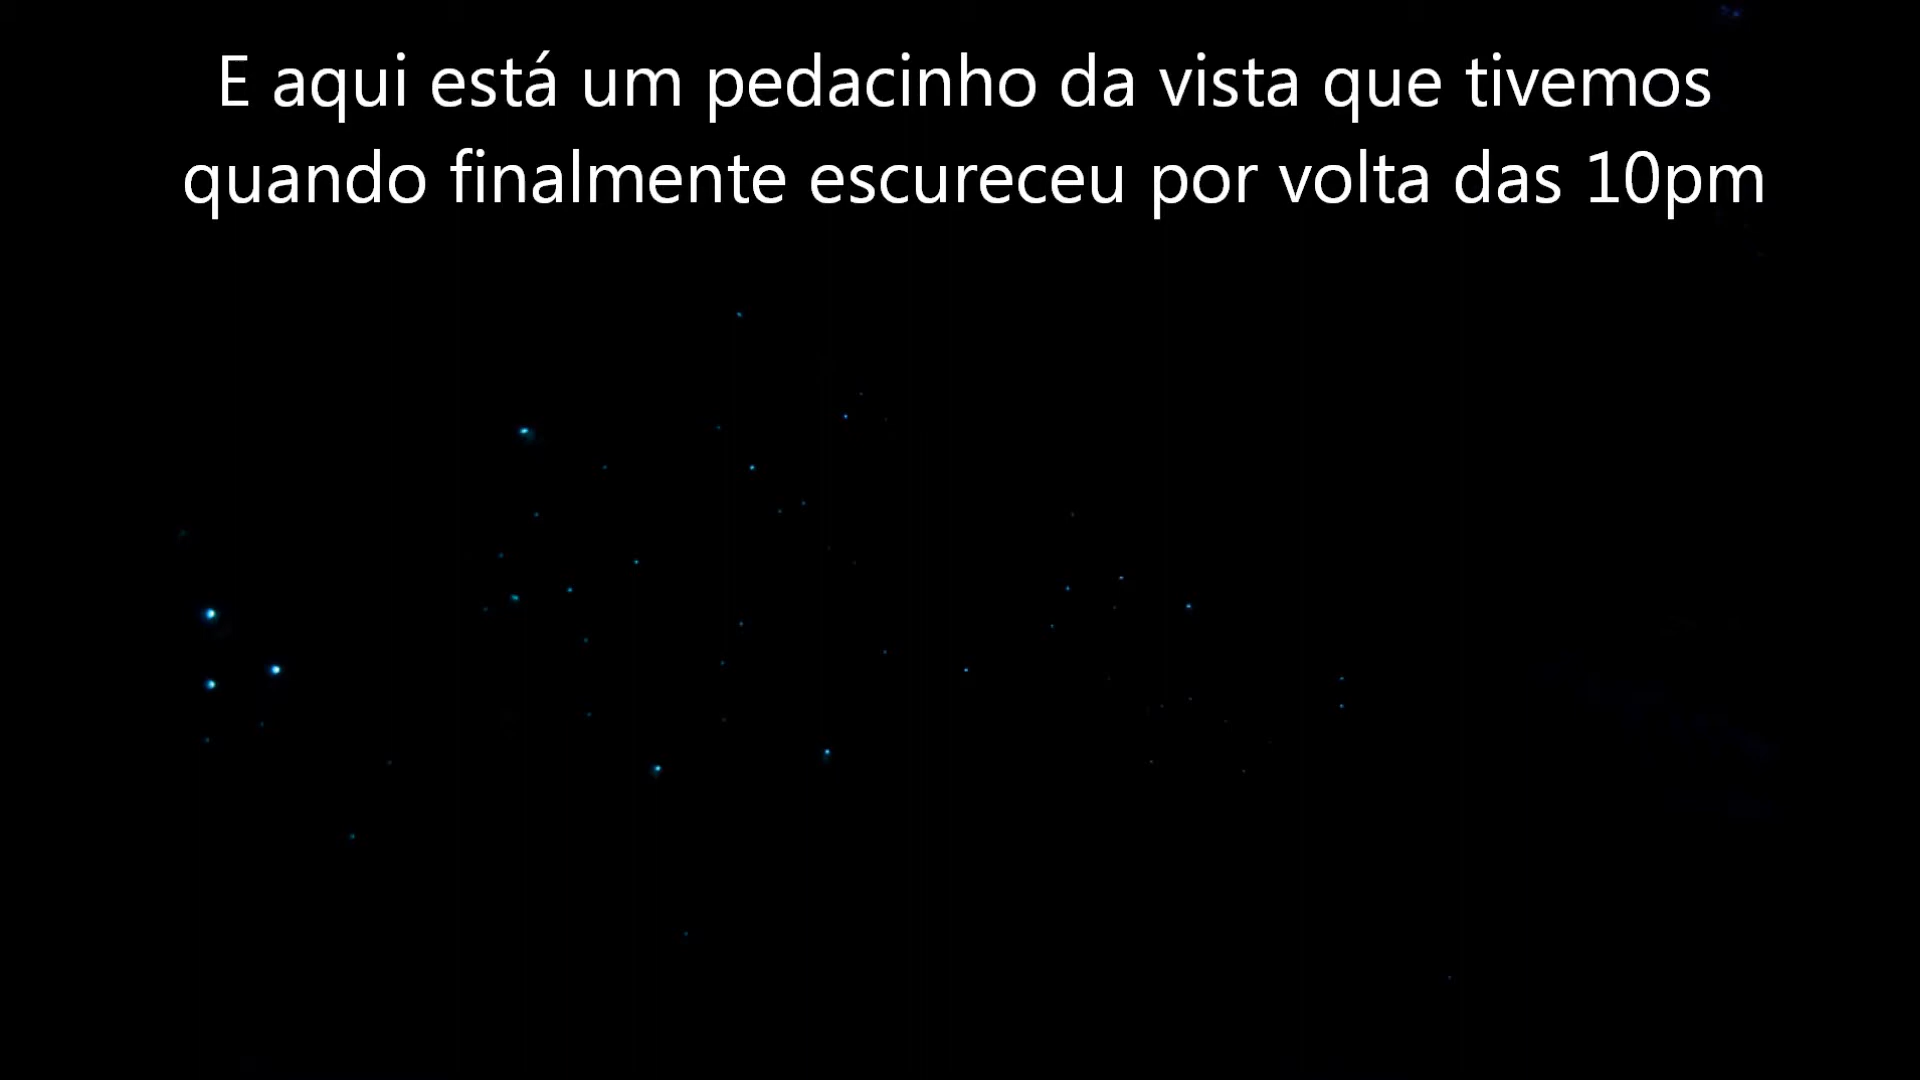 E aqui está um pedacinho da vista que tivemos
quando finalmente escureceu por volta das 10pm